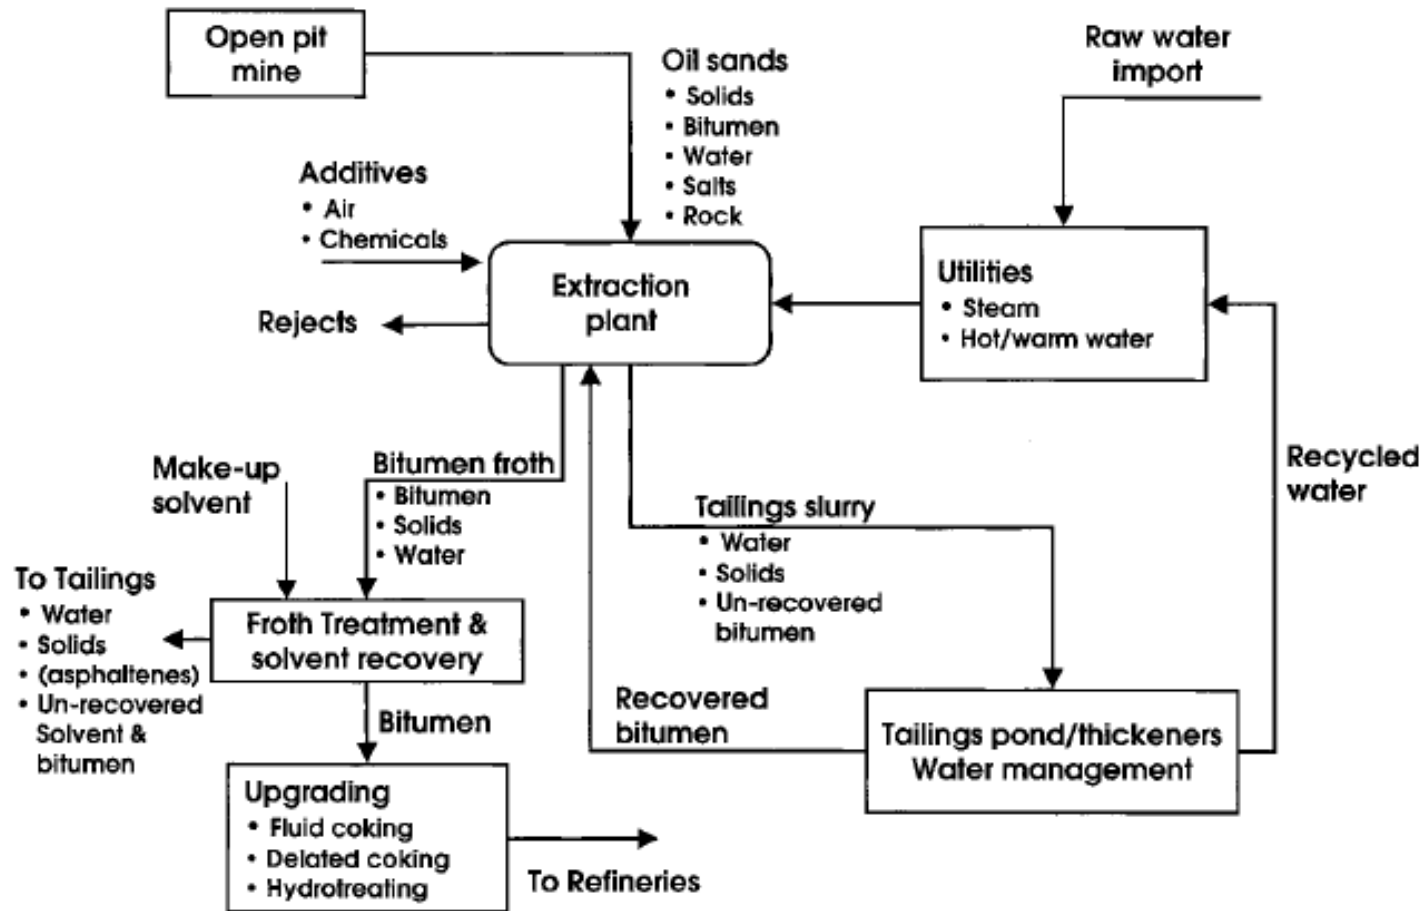 Open pit
mine
Oil sands
• Solids
• Bitumen
• Water
• Salts
• Rock
Raw water
import
Additives
• Air
• Chemicals
Extraction
plant
Rejects
Utilities
• Steam
• Hot/warm water
Make-up
solvent
Bitumen froth
• Bitumen
• Solids
• Water
Tailings slurry
• Water
• Solids
• Un-recovered
bitumen
Recycled
water
To Tailings
• Water
• Solids
• (asphaltenes)
• Un-recovered
Solvent &
bitumen
Froth Treatment &
solvent recovery
Bitumen
Recovered
bitumen
Tailings pond/thickeners
Water management
Upgrading
• Fluid coking
• Delated coking
• Hydrotreating
To Refineries